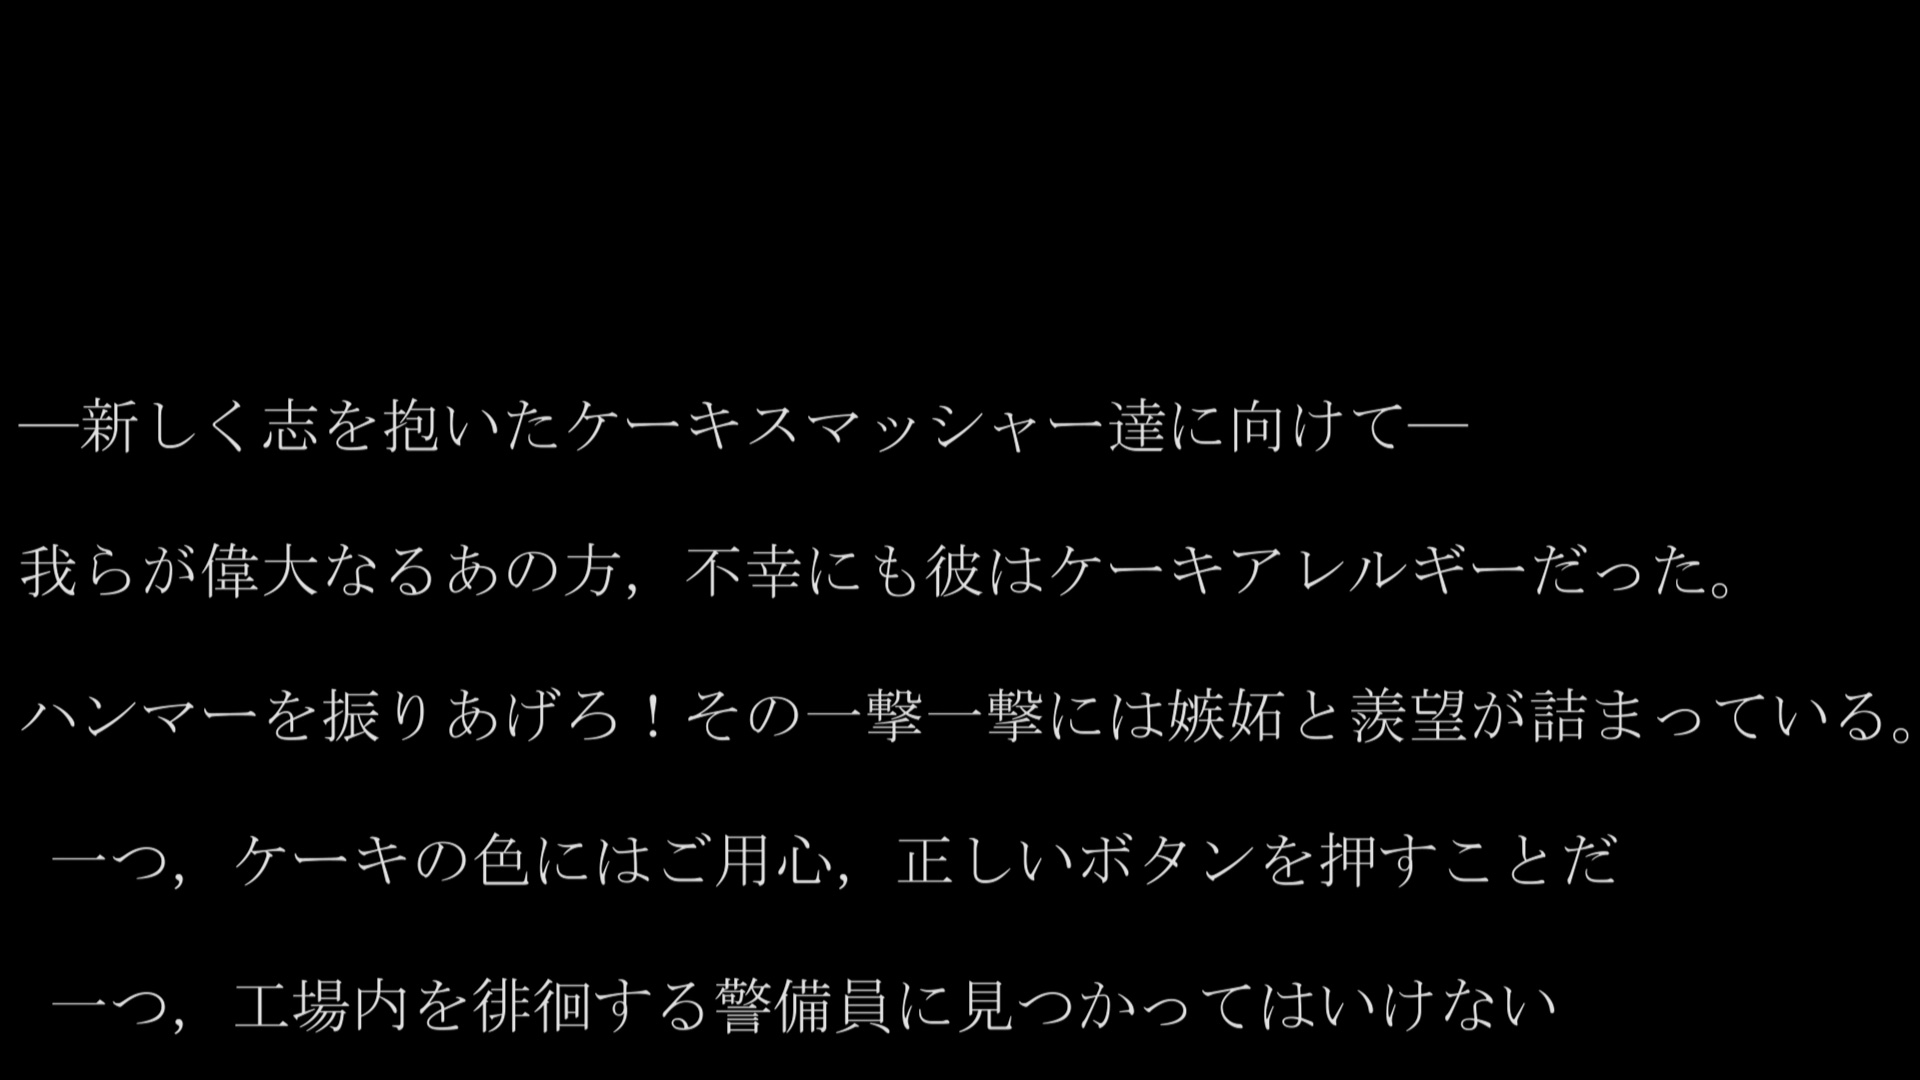 ―新しく志を抱いたケーキスマッシャー達に向けて―
我らが偉大なるあの方，不幸にも彼はケーキアレルギーだった。
ハンマーを振りあげろ！その一撃一撃には嫉妬と羨望が詰まっている。
一つ，ケーキの色にはご用心，正しいボタンを押すことだ
一つ，工場内を徘徊する警備員に見つかってはいけない